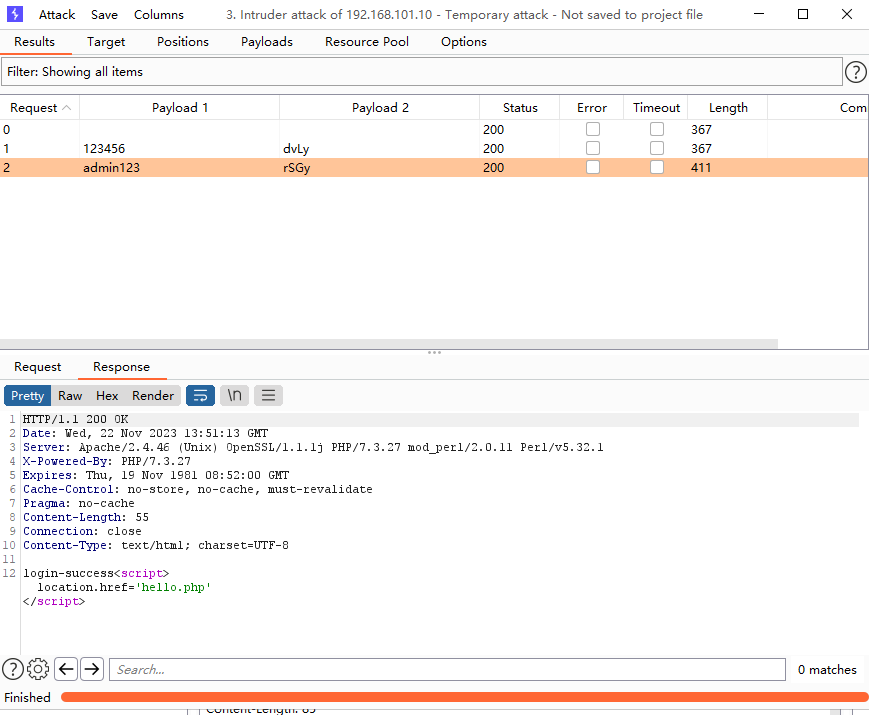 Attack Save Columns 3. Intruder attack of 192.168.101.10 - Temporary attack - Not saved to project file
Results Target Positions Payloads Resource Pool Options
Filter: Showing all items
Request Payload 1 Payload 2 Status Error Timeout Length Com
0 200 367
1 123456 dvLy 200 367
2 admin123 rSGy 200 411
Request Response
Pretty Raw Hex Render \n
1 HTTP/1.1 200 OK
2 Date: Wed, 22 Nov 2023 13:51:13 GMT
3 Server: Apache/2.4.46 (Unix) OpenSSL/1.1.1j PHP/7.3.27 mod_perl/2.0.11 Perl/v5.32.1
4 X-Powered-By: PHP/7.3.27
5 Expires: Thu, 19 Nov 1981 08:52:00 GMT
6 Cache-Control: no-store, no-cache, must-revalidate
7 Pragma: no-cache
8 Content-Length: 55
9 Connection: close
10 Content-Type: text/html; charset=UTF-8
11
12 login-success<script>
location.href='hello.php'
</script>
Search... 0 matches
Finished